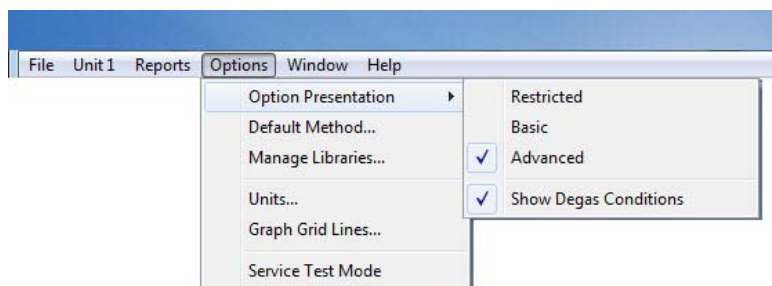 File Unit 1 Reports Options Window Help
Option Presentation Restricted
Default Method... Basic
Manage Libraries... Advanced
Units... Show Degas Conditions
Graph Grid Lines...
Service Test Mode